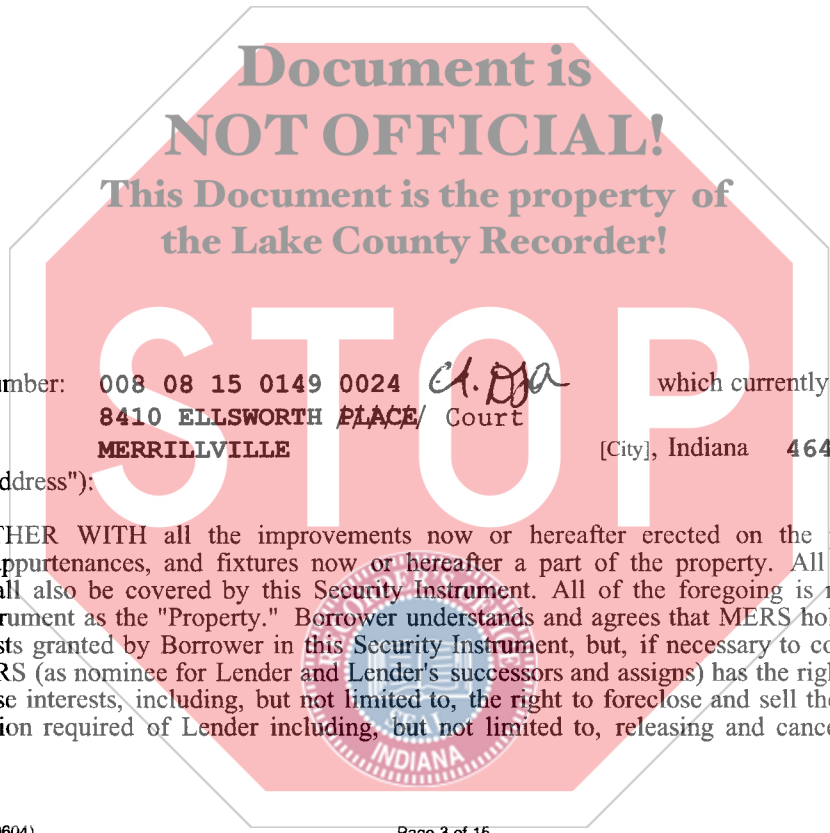 Document is
NOT OFFICIAL!
This Document is the property of
the Lake County Recorder!
STOP
umber: 008 08 15 0149 0024 which currently
8410 ELLSWORTH PLACE/ Court
MERRILLVILLE [City], Indiana 464
ddress"):
THER WITH all the improvements now or hereafter erected on the
appurtenances, and fixtures now or hereafter a part of the property. All
all also be covered by this Security Instrument. All of the foregoing is
rument as the "Property." Borrower understands and agrees that MERS hol
sts granted by Borrower in this Security Instrument, but, if necessary to co
RS (as nominee for Lender and Lender's successors and assigns) has the righ
se interests, including, but not limited to, the right to foreclose and sell the
ion required of Lender including, but not limited to, releasing and cance
RECORDER'S OFFICE
INDIANA
0604)
Page 3 of 15